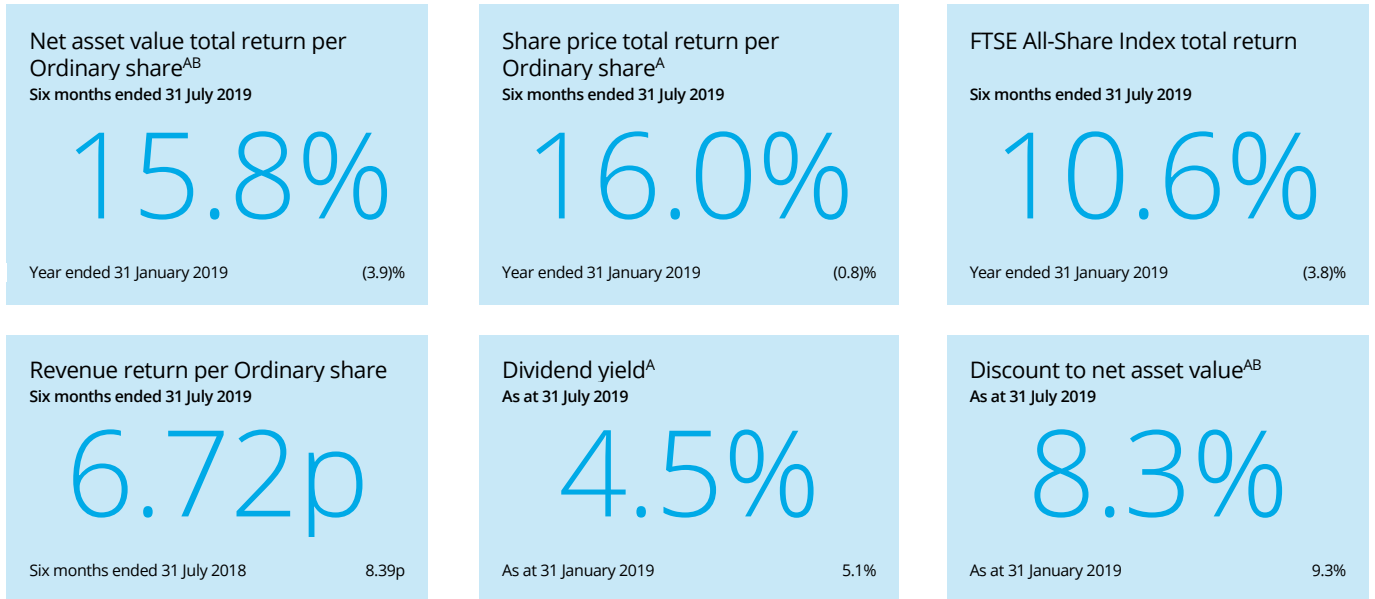 Net asset value total return per
Ordinary shareAB
Six months ended 31 July 2019
15.8%
Year ended 31 January 2019 (3.9)%
Share price total return per
Ordinary shareA
Six months ended 31 July 2019
16.0%
Year ended 31 January 2019 (0.8)%
FTSE All-Share Index total return
Six months ended 31 July 2019
10.6%
Year ended 31 January 2019 (3.8)%
Revenue return per Ordinary share
Six months ended 31 July 2019
6.72p
Six months ended 31 July 2018 8.39p
Dividend yieldA
As at 31 July 2019
4.5%
As at 31 January 2019 5.1%
Discount to net asset valueAB
As at 31 July 2019
8.3%
As at 31 January 2019 9.3%